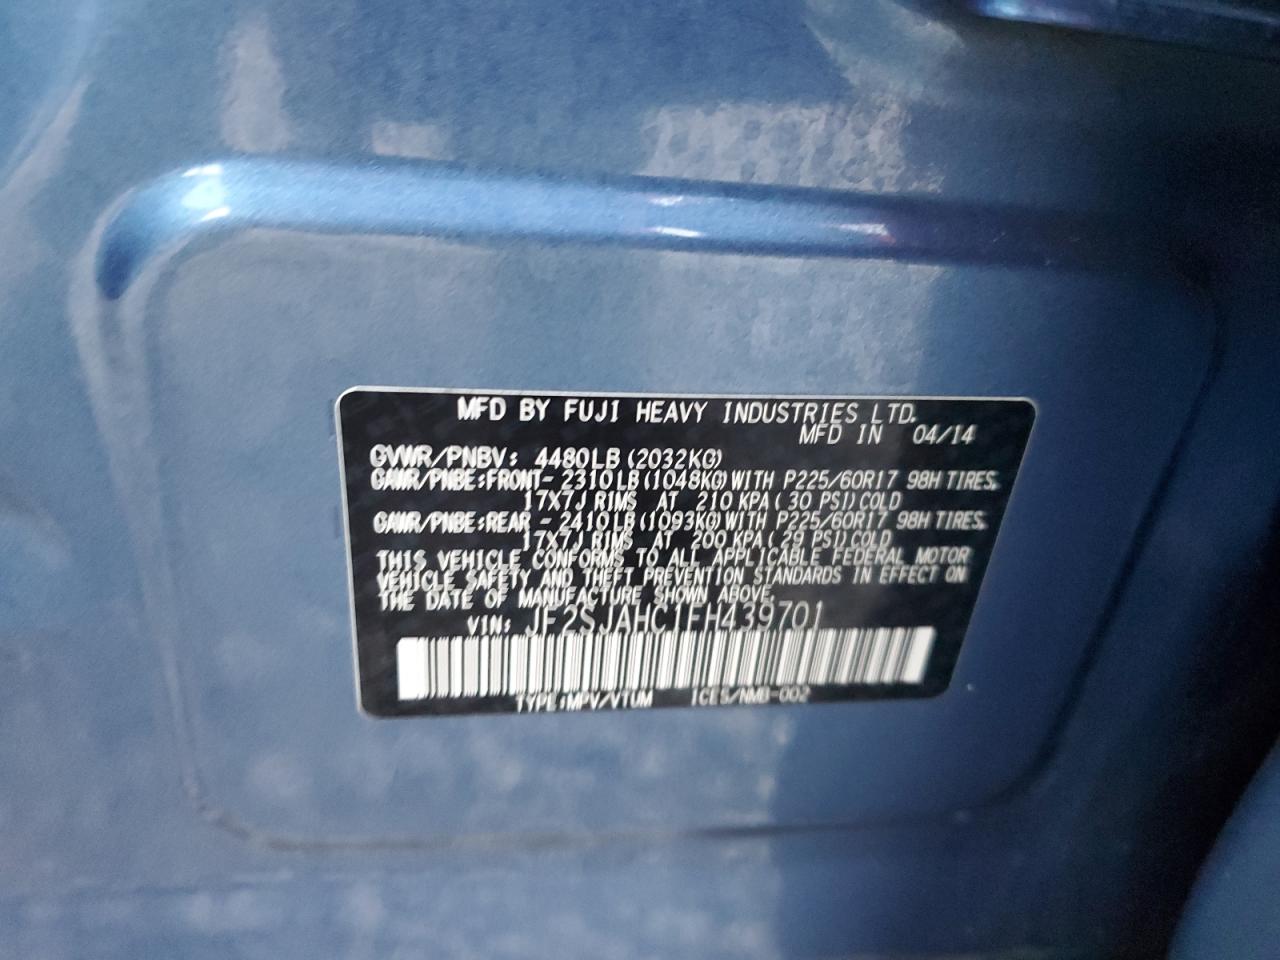 MFD BY FUJI HEAVY INDUSTRIES LTD.
MFD IN 04/14
GVWR/PNBV: 4480LB (2032KG)
GAWR/PNBE:FRONT- 2310LB (1048KG) WITH P225/60R17 98H TIRES,
17X7J RIMS AT 210 KPA ( 30 PSI) COLD
GAWR/PNBE:REAR - 2410LB (1093KG) WITH P225/60R17 98H TIRES,
17X7J RIMS AT 200 KPA ( 29 PSI) COLD
THIS VEHICLE CONFORMS TO ALL APPLICABLE FEDERAL MOTOR
VEHICLE SAFETY AND THEFT PREVENTION STANDARDS IN EFFECT ON
THE DATE OF MANUFACTURE SHOWN ABOVE.
VIN: JF2SJAHC1FH439701
TYPE:MPV/VTUM ICES/NMB-002